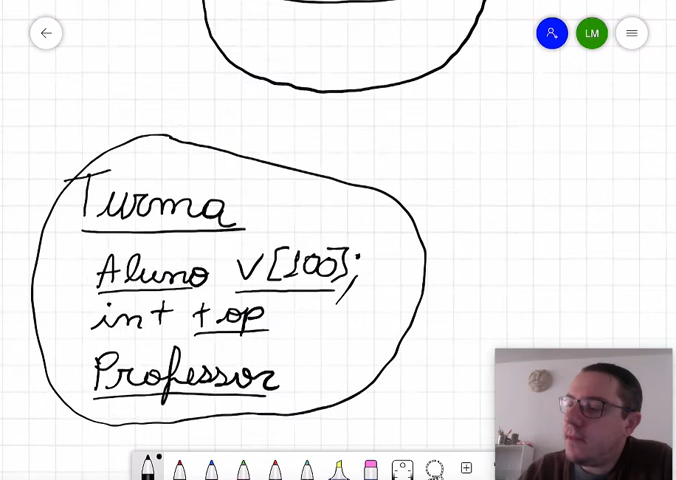 LM
Turma
Aluno V[100];
int top
Professor